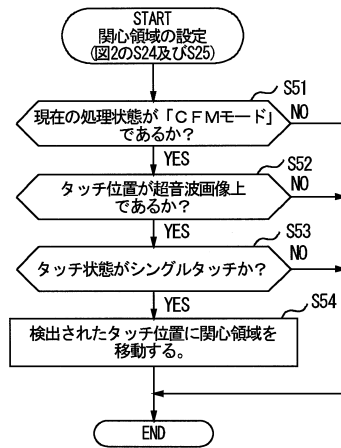 START
関心領域の設定
(図2のS24及びS25)
S51
現在の処理状態が「CFMモード」
であるか？
NO
YES
S52
タッチ位置が超音波画像上
であるか？
NO
YES
S53
タッチ状態がシングルタッチか？
NO
YES
S54
検出されたタッチ位置に関心領域を
移動する。
END